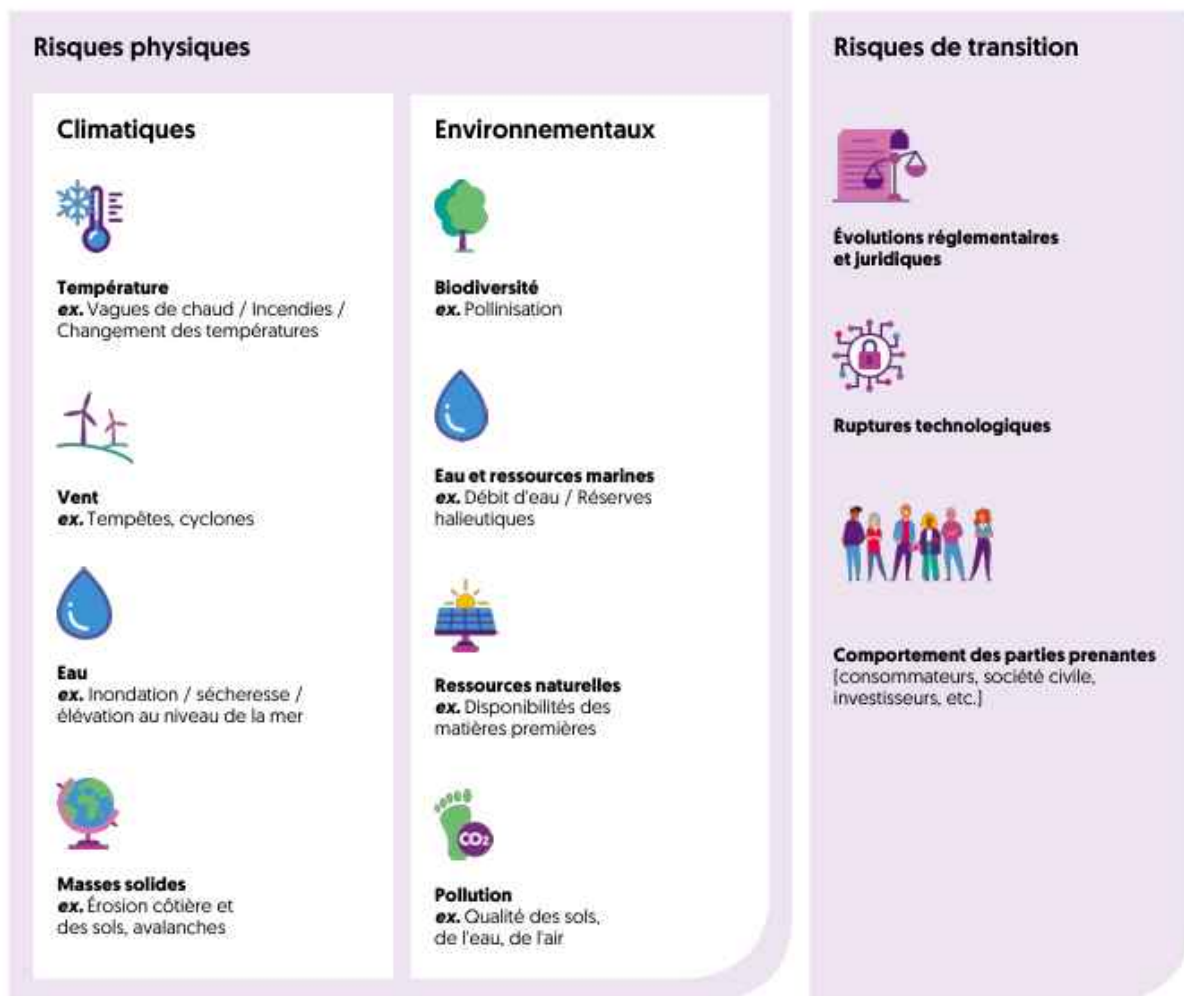 Risques physiques
Climatiques
Température
ex. Vagues de chaud / Incendies /
Changement des températures
Vent
ex. Tempêtes, cyclones
Eau
ex. Inondation / sécheresse /
élévation au niveau de la mer
Masses solides
ex. Érosion côtière et
des sols, avalanches
Environnementaux
Biodiversité
ex. Pollinisation
Eau et ressources marines
ex. Débit d'eau / Réserves
halieutiques
Ressources naturelles
ex. Disponibilités des
matières premières
CO2
Pollution
ex. Qualité des sols,
de l'eau, de l'air
Risques de transition
Évolutions réglementaires
et juridiques
Ruptures technologiques
Comportement des parties prenantes
(consommateurs, société civile,
investisseurs, etc.)